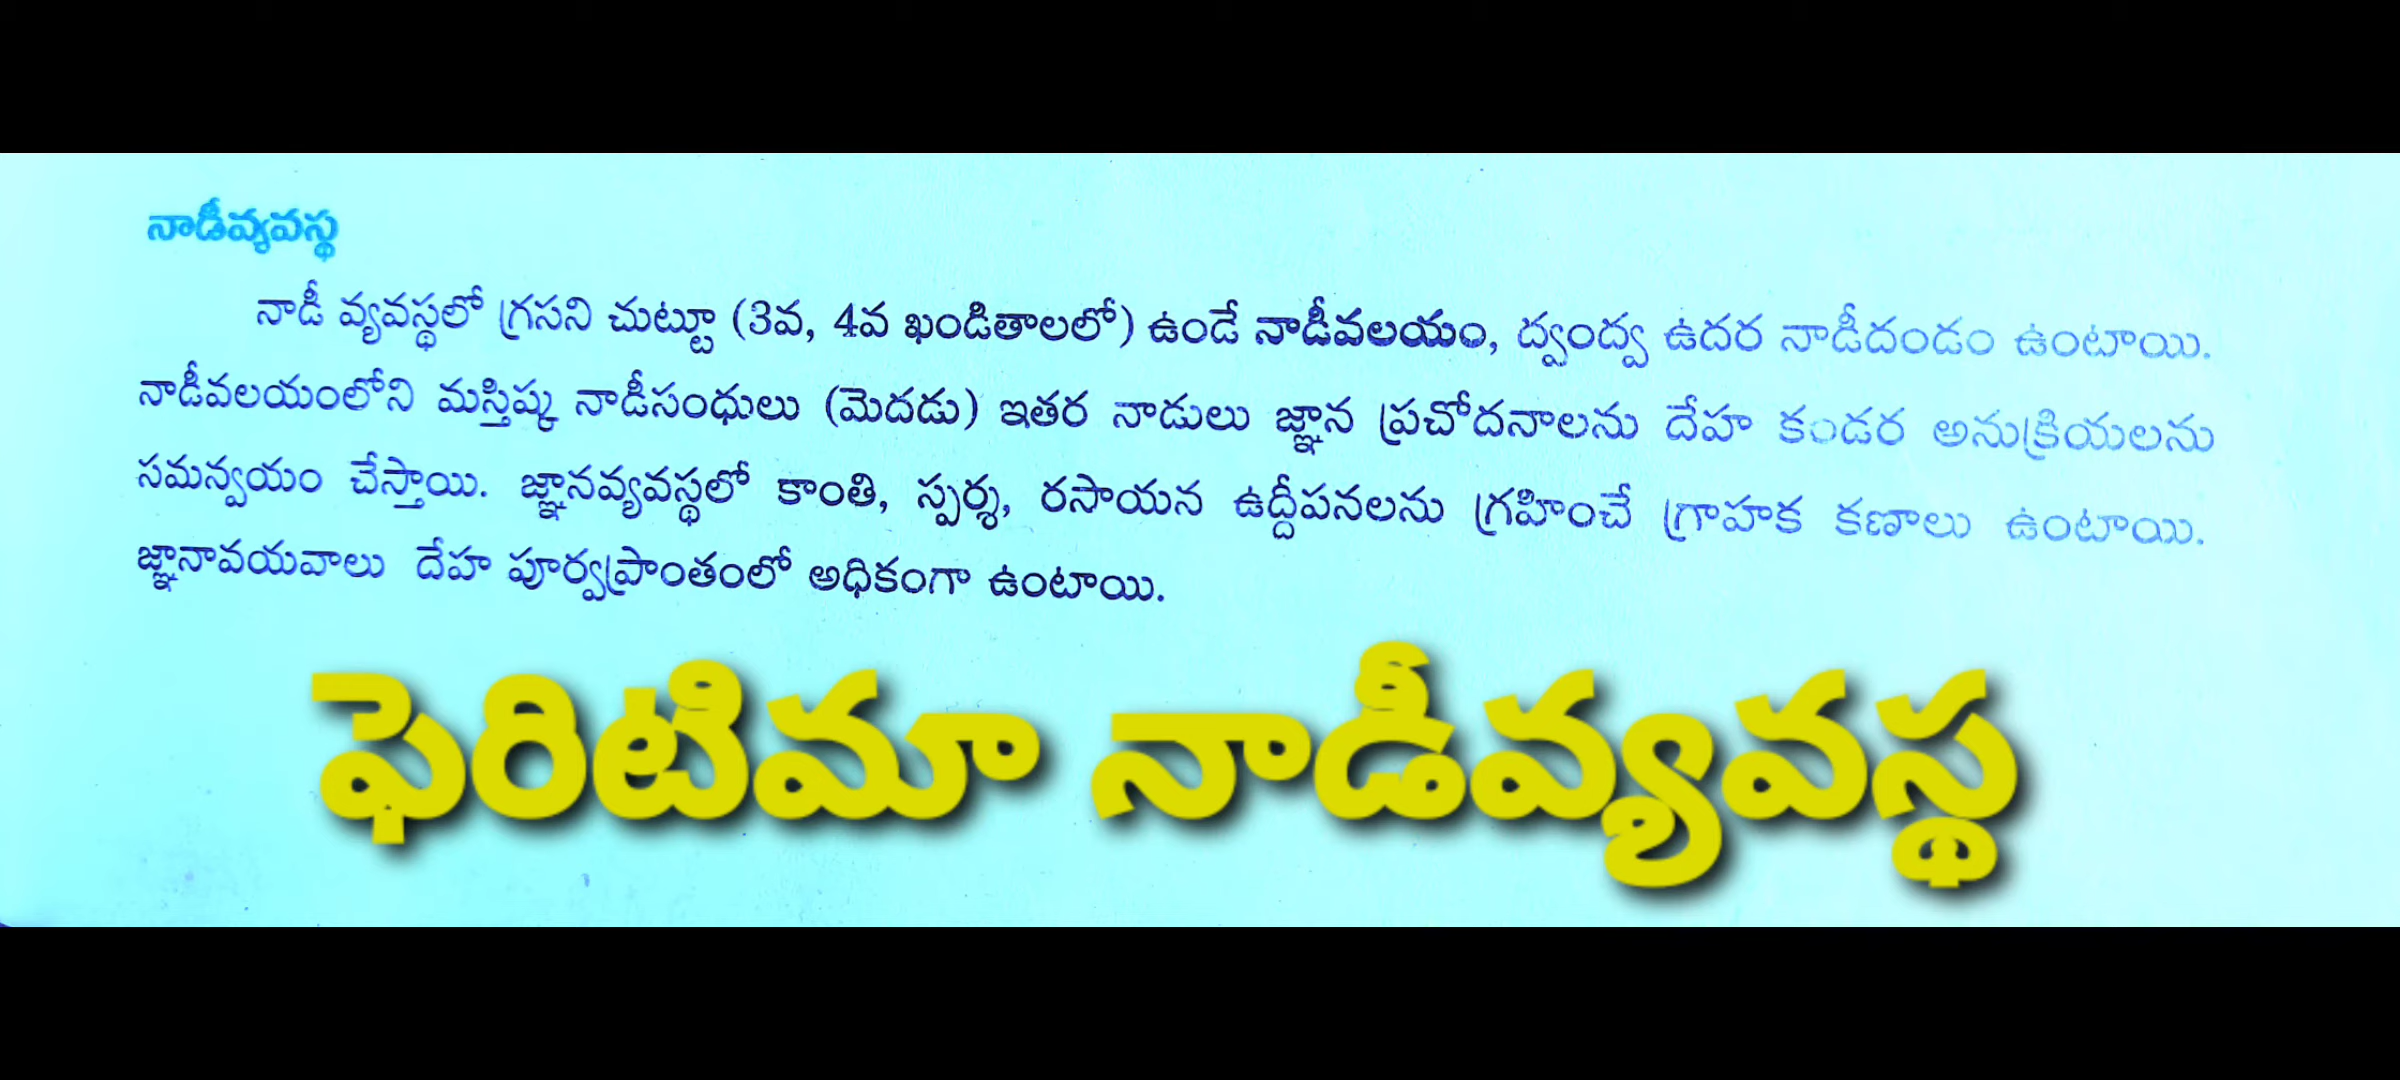 నాడీవ్యవస్థ
నాడీ వ్యవస్థలో గ్రసని చుట్టూ (3వ, 4వ ఖండితాలలో) ఉండే నాడీవలయం, ద్వంద్వ ఉదర నాడీదండం ఉంటాయి.
నాడీవలయంలోని మస్తిష్క నాడీసంధులు (మెదడు) ఇతర నాడులు జ్ఞాన ప్రచోదనాలను దేహ కండర అనుక్రియలను
సమన్వయం చేస్తాయి. జ్ఞానవ్యవస్థలో కాంతి, స్పర్శ, రసాయన ఉద్దీపనలను గ్రహించే గ్రాహక కణాలు ఉంటాయి.
జ్ఞానావయవాలు దేహ పూర్వప్రాంతంలో అధికంగా ఉంటాయి.
ఫెరిటిమా నాడీవ్యవస్థ